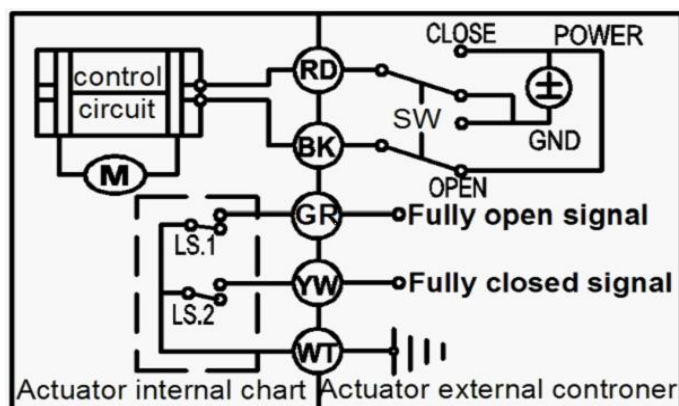 CLOSE POWER
control
RD
circuit
SW
±
BK
GND
M
OPEN
GR Fully open signal
LS.1
YW Fully closed signal
LS.2
WT
Actuator internal chart Actuator external controner